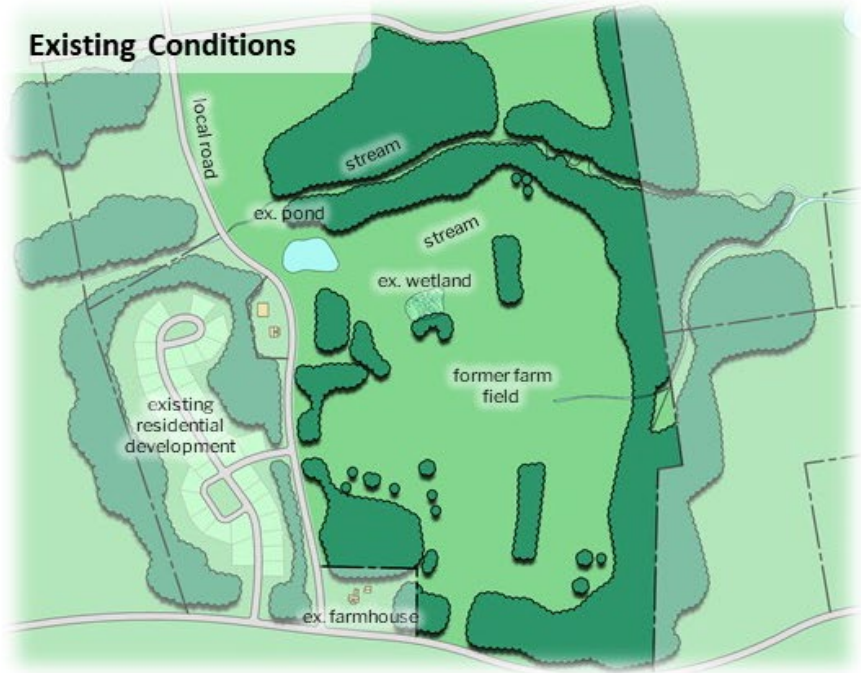 Existing Conditions
local road
stream
ex. pond
stream
ex. wetland
former farm
field
existing
residential
development
ex. farmhouse